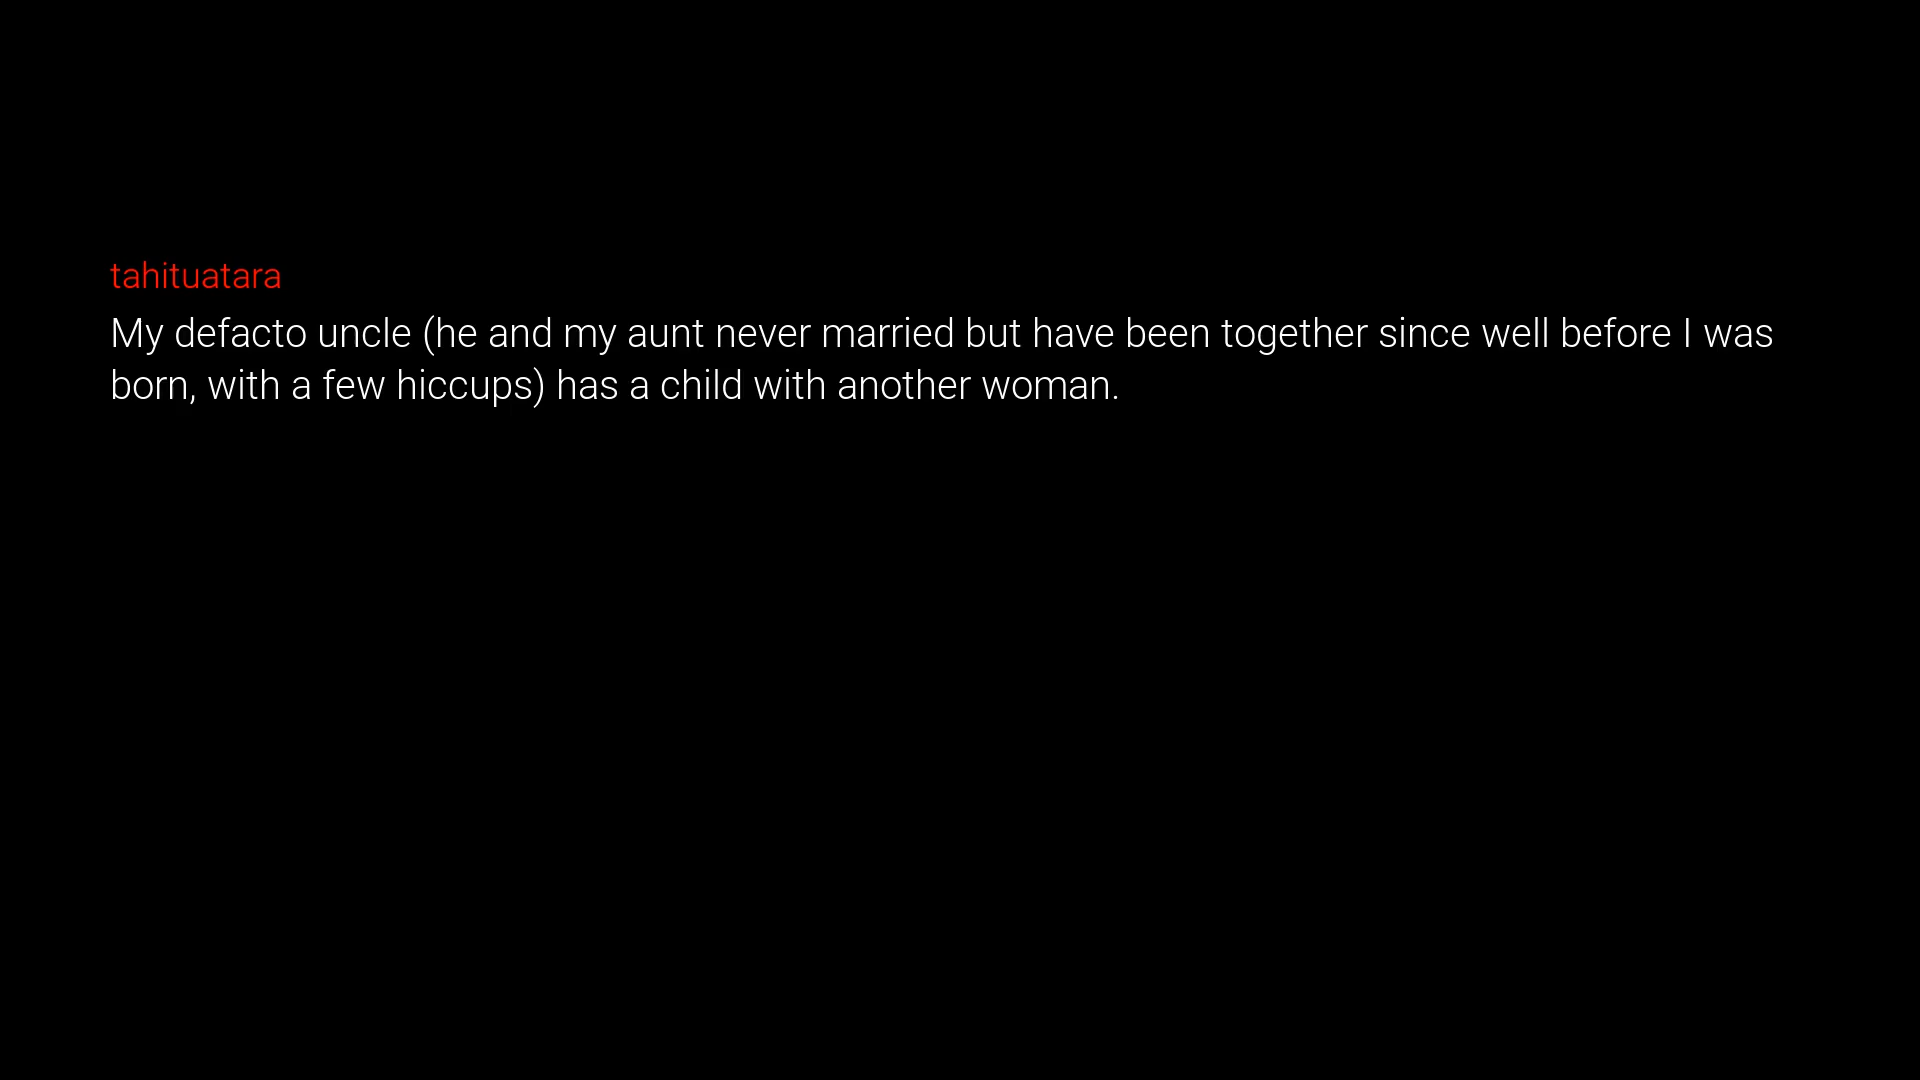 tahituatara
My defacto uncle (he and my aunt never married but have been together since well before I was
born, with a few hiccups) has a child with another woman.